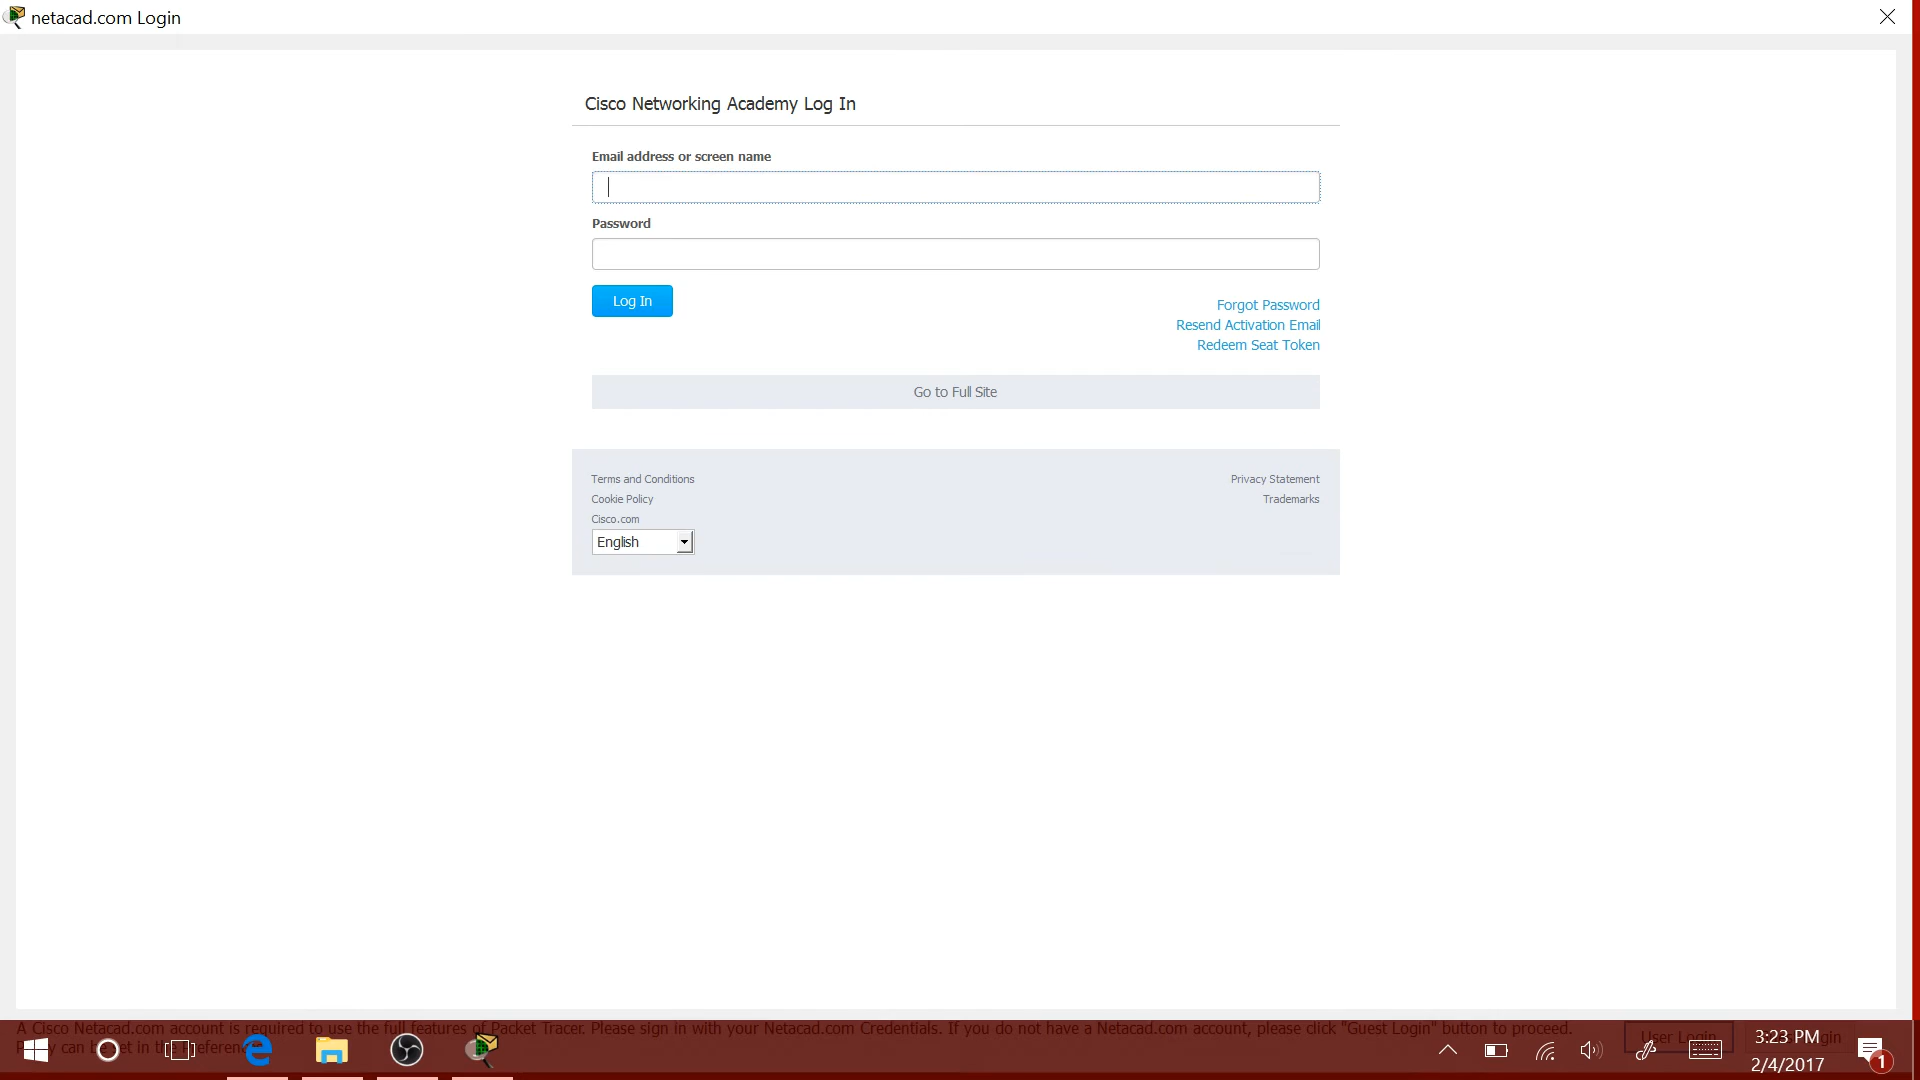 netacad.com Login
Cisco Networking Academy Log In
Email address or screen name
Password
Log In
Forgot Password
Resend Activation Email
Redeem Seat Token
Go to Full Site
Terms and Conditions
Privacy Statement
Cookie Policy
Trademarks
Cisco.com
English
A Cisco Netacad.com account is required to use the full features of Packet Tracer. Please sign in with your Netacad.com Credentials. If you do not have a Netacad.com account, please click "Guest Login" button to proceed.
can be set in the
User Login
3:23 PM
2/4/2017
1